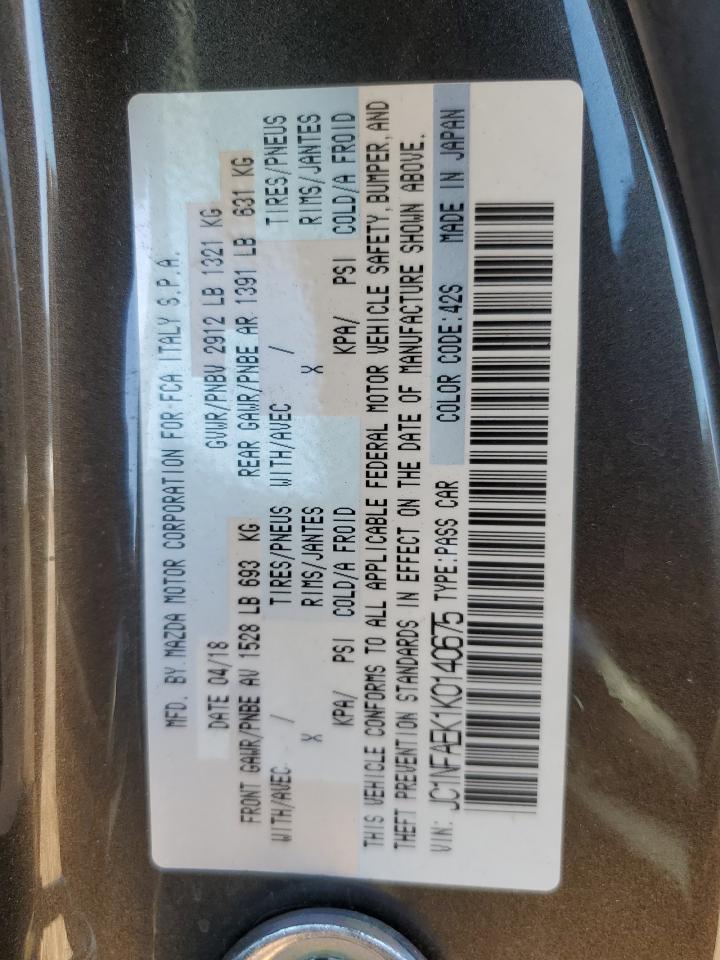 MFD. BY MAZDA MOTOR CORPORATION FOR FCA ITALY S.P.A.
DATE 04/18 GVWR/PNBV 2912 LB 1321 KG
FRONT GAWR/PNBE AV 1528 LB 693 KG REAR GAWR/PNBE AR 1391 LB 631 KG
WITH/AVEC / TIRES/PNEUS WITH/AVEC / TIRES/PNEUS
X RIMS/JANTES X RIMS/JANTES
KPA/ PSI COLD/A FROID KPA/ PSI COLD/A FROID
THIS VEHICLE CONFORMS TO ALL APPLICABLE FEDERAL MOTOR VEHICLE SAFETY, BUMPER, AND
THEFT PREVENTION STANDARDS IN EFFECT ON THE DATE OF MANUFACTURE SHOWN ABOVE.
VIN: JC1NFAEK1K0140675 TYPE:PASS CAR COLOR CODE:42S MADE IN JAPAN